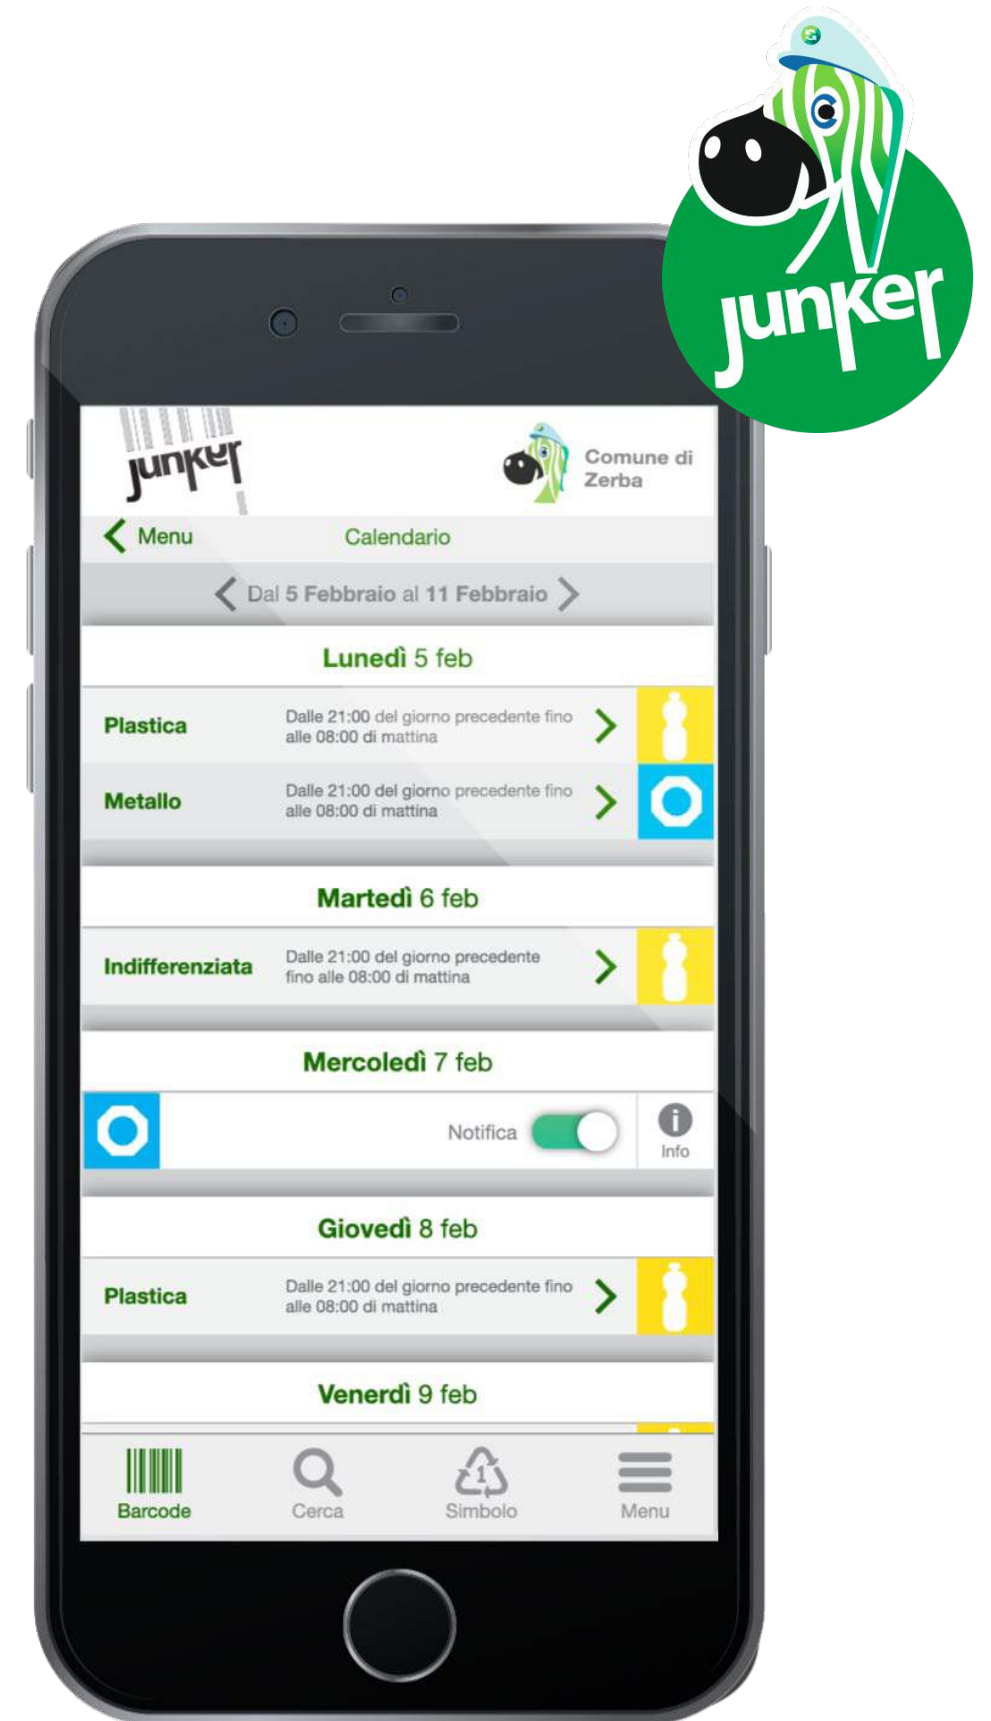 junker
junker
Comune di
Zerba
Menu
Calendario
Dal 5 Febbraio al 11 Febbraio
Lunedì 5 feb
Plastica
Dalle 21:00 del giorno precedente fino
alle 08:00 di mattina
Metallo
Dalle 21:00 del giorno precedente fino
alle 08:00 di mattina
Martedì 6 feb
Indifferenziata
Dalle 21:00 del giorno precedente
fino alle 08:00 di mattina
Mercoledì 7 feb
Notifica
i
Info
Giovedì 8 feb
Plastica
Dalle 21:00 del giorno precedente fino
alle 08:00 di mattina
Venerdì 9 feb
1
Barcode
Cerca
Simbolo
Menu